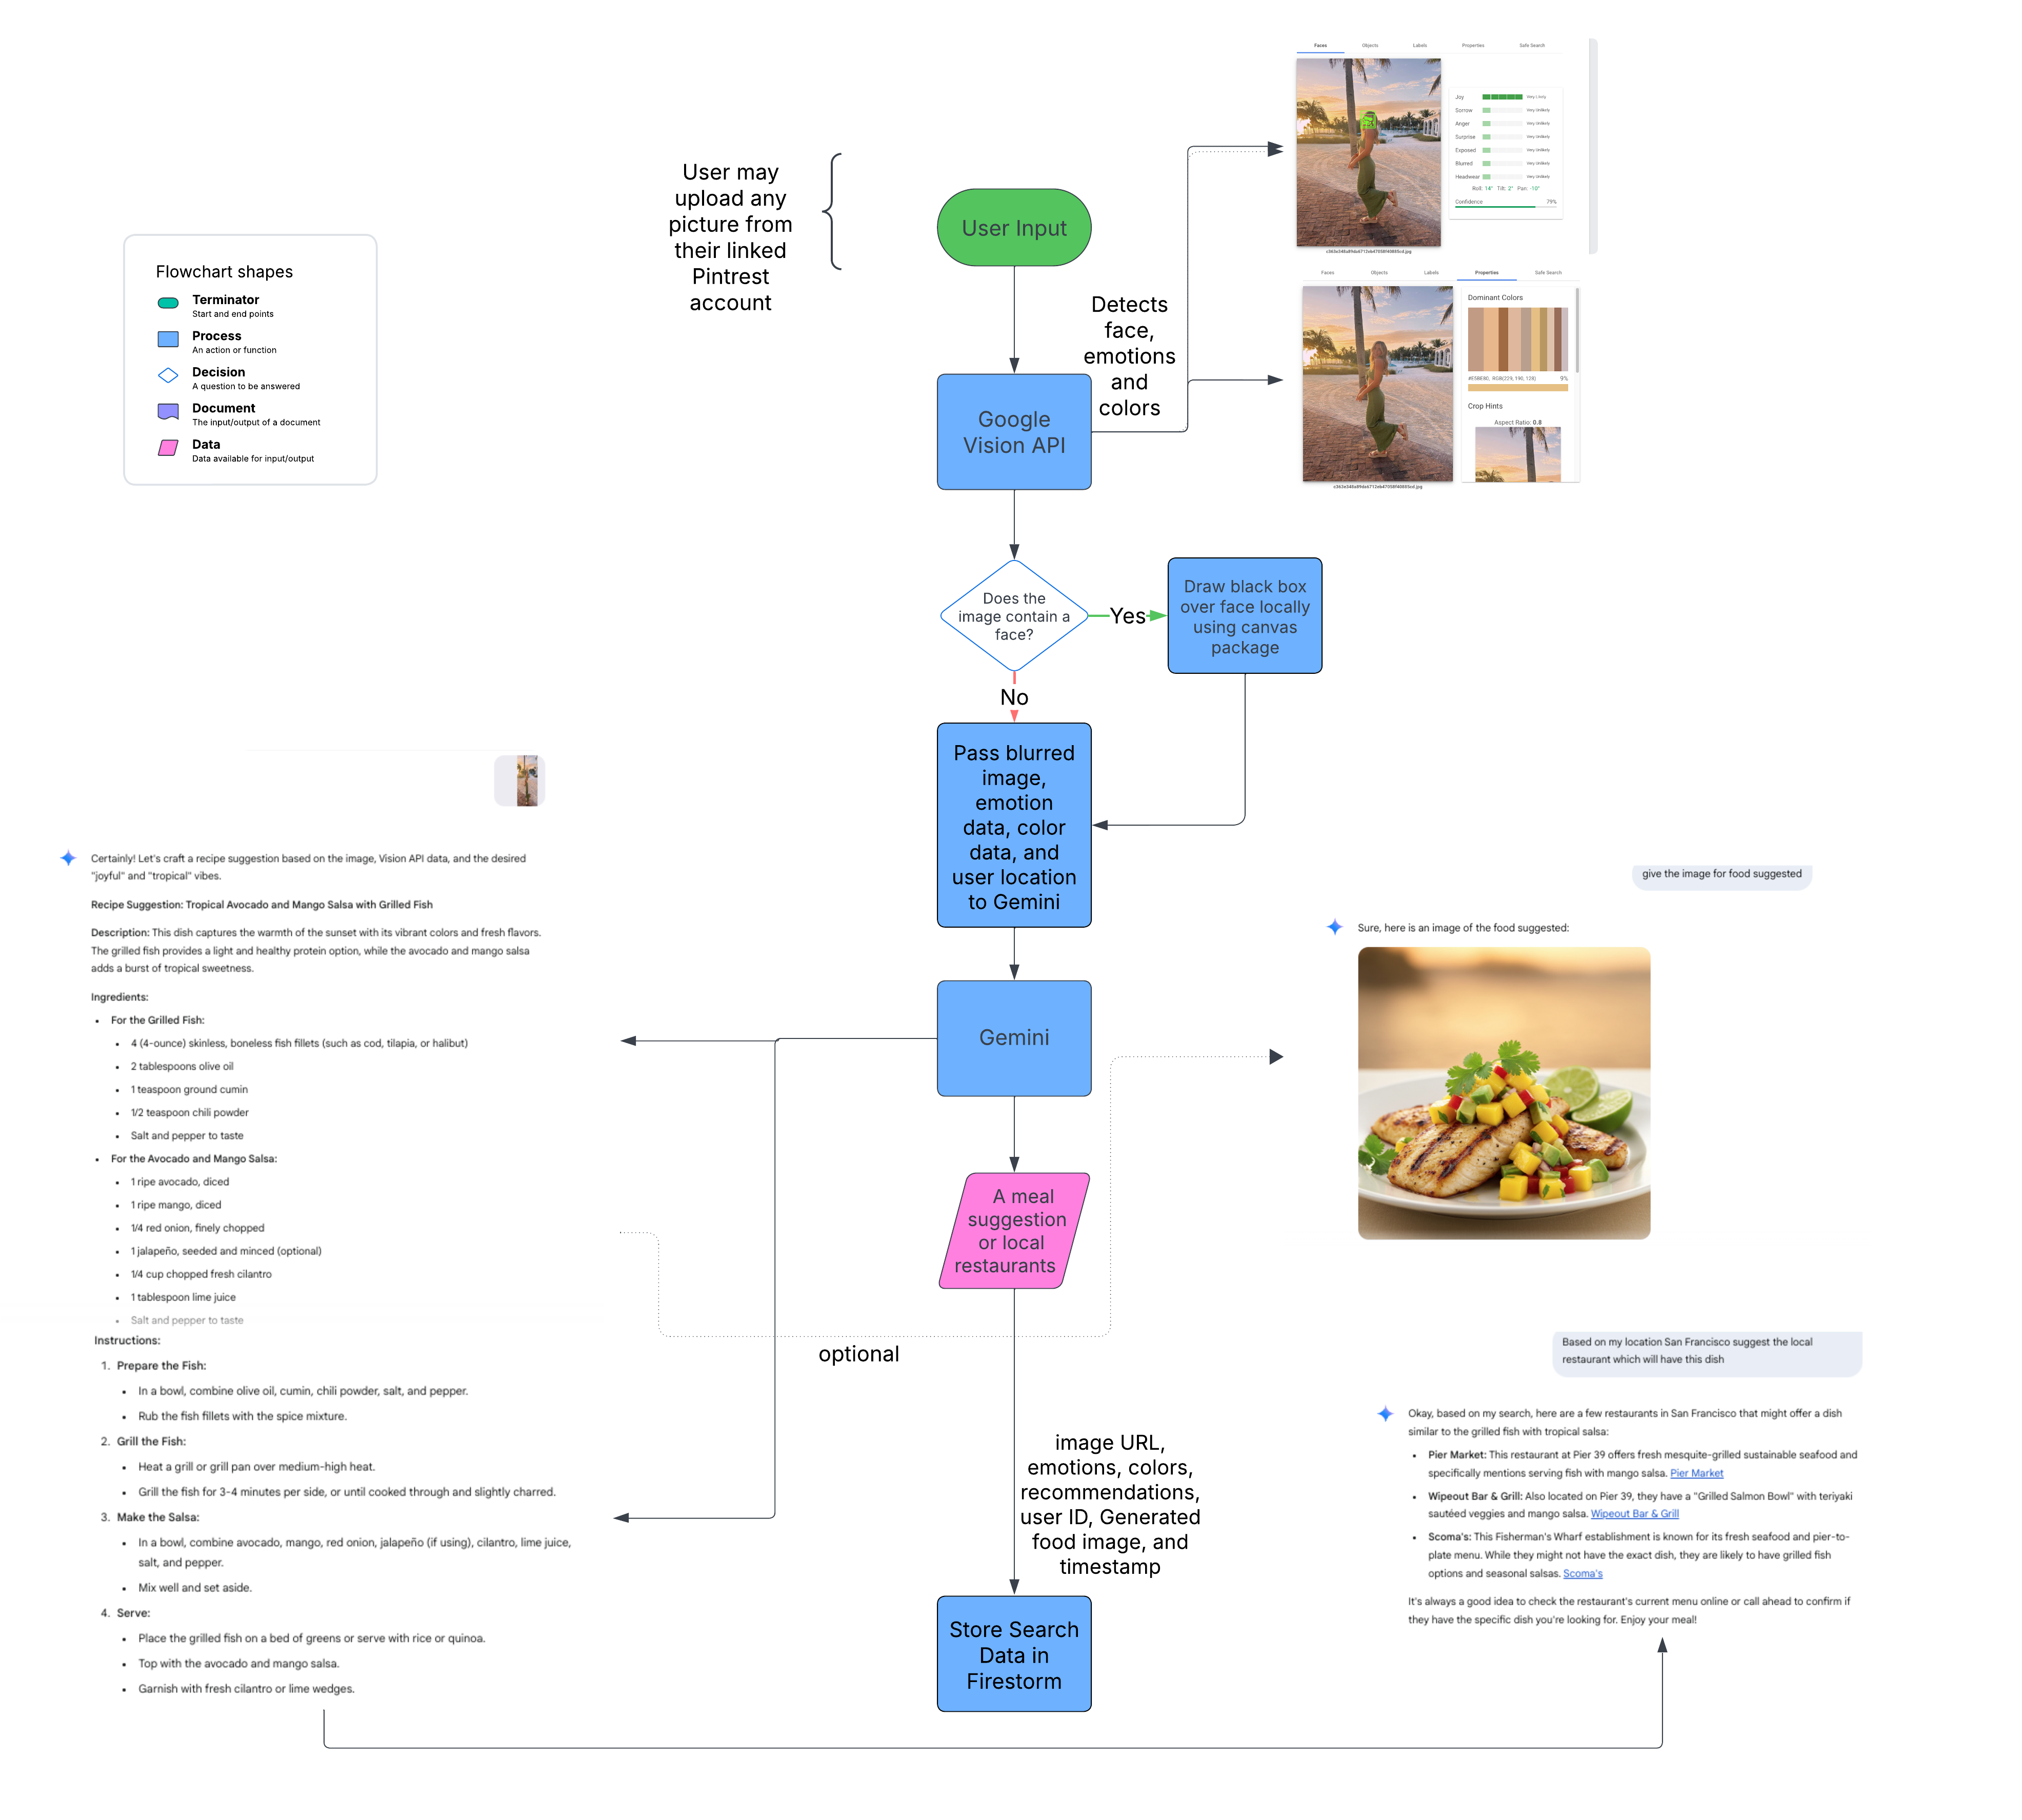 Flowchart shapes
Terminator
Start and end points
Process
An action or function
Decision
A question to be answered
Document
The input/output of a document
Data
Data available for input/output
User may
upload any
picture from
their linked
Pintrest
account
User Input
Detects
face,
emotions
and
colors
Google
Vision API
Faces
Objects
Labels
Properties
Safe Search
Joy Very Likely
Sorrow Very Unlikely
Anger Very Unlikely
Surprise Very Unlikely
Exposed Very Unlikely
Blurred Very Unlikely
Headwear Very Unlikely
Roll: 14° Tilt: 2° Pan: -10°
Confidence 79%
Faces
Objects
Labels
Properties
Safe Search
Dominant Colors
#E5BE80, RGB(229, 190, 128) 9%
Crop Hints
Aspect Ratio: 0.8
Does the
image contain a
face?
Yes
Draw black box
over face locally
using canvas
package
No
Pass blurred
image,
emotion
data, color
data, and
user location
to Gemini
Gemini
A meal
suggestion
or local
restaurants
optional
image URL,
emotions, colors,
recommendations,
user ID, Generated
food image, and
timestamp
Store Search
Data in
Firestorm
Certainly! Let's craft a recipe suggestion based on the image, Vision API data, and the desired
"joyful" and "tropical" vibes.
Recipe Suggestion: Tropical Avocado and Mango Salsa with Grilled Fish
Description: This dish captures the warmth of the sunset with its vibrant colors and fresh flavors.
The grilled fish provides a light and healthy protein option, while the avocado and mango salsa
adds a burst of tropical sweetness.
Ingredients:
• For the Grilled Fish:
• 4 (4-ounce) skinless, boneless fish fillets (such as cod, tilapia, or halibut)
• 2 tablespoons olive oil
• 1 teaspoon ground cumin
• 1/2 teaspoon chili powder
• Salt and pepper to taste
• For the Avocado and Mango Salsa:
• 1 ripe avocado, diced
• 1 ripe mango, diced
• 1/4 red onion, finely chopped
• 1 jalapeño, seeded and minced (optional)
• 1/4 cup chopped fresh cilantro
• 1 tablespoon lime juice
• Salt and pepper to taste
Instructions:
1. Prepare the Fish:
• In a bowl, combine olive oil, cumin, chili powder, salt, and pepper.
• Rub the fish fillets with the spice mixture.
2. Grill the Fish:
• Heat a grill or grill pan over medium-high heat.
• Grill the fish for 3-4 minutes per side, or until cooked through and slightly charred.
3. Make the Salsa:
• In a bowl, combine avocado, mango, red onion, jalapeño (if using), cilantro, lime juice,
salt, and pepper.
• Mix well and set aside.
4. Serve:
• Place the grilled fish on a bed of greens or serve with rice or quinoa.
• Top with the avocado and mango salsa.
• Garnish with fresh cilantro or lime wedges.
give the image for food suggested
Sure, here is an image of the food suggested:
Based on my location San Francisco suggest the local
restaurant which will have this dish
Okay, based on my search, here are a few restaurants in San Francisco that might offer a dish
similar to the grilled fish with tropical salsa:
• Pier Market: This restaurant at Pier 39 offers fresh mesquite-grilled sustainable seafood and
specifically mentions serving fish with mango salsa. Pier Market
• Wipeout Bar & Grill: Also located on Pier 39, they have a "Grilled Salmon Bowl" with teriyaki
sautéed veggies and mango salsa. Wipeout Bar & Grill
• Scoma's: This Fisherman's Wharf establishment is known for its fresh seafood and pier-to-
plate menu. While they might not have the exact dish, they are likely to have grilled fish
options and seasonal salsas. Scoma's
It's always a good idea to check the restaurant's current menu online or call ahead to confirm if
they have the specific dish you're looking for. Enjoy your meal!